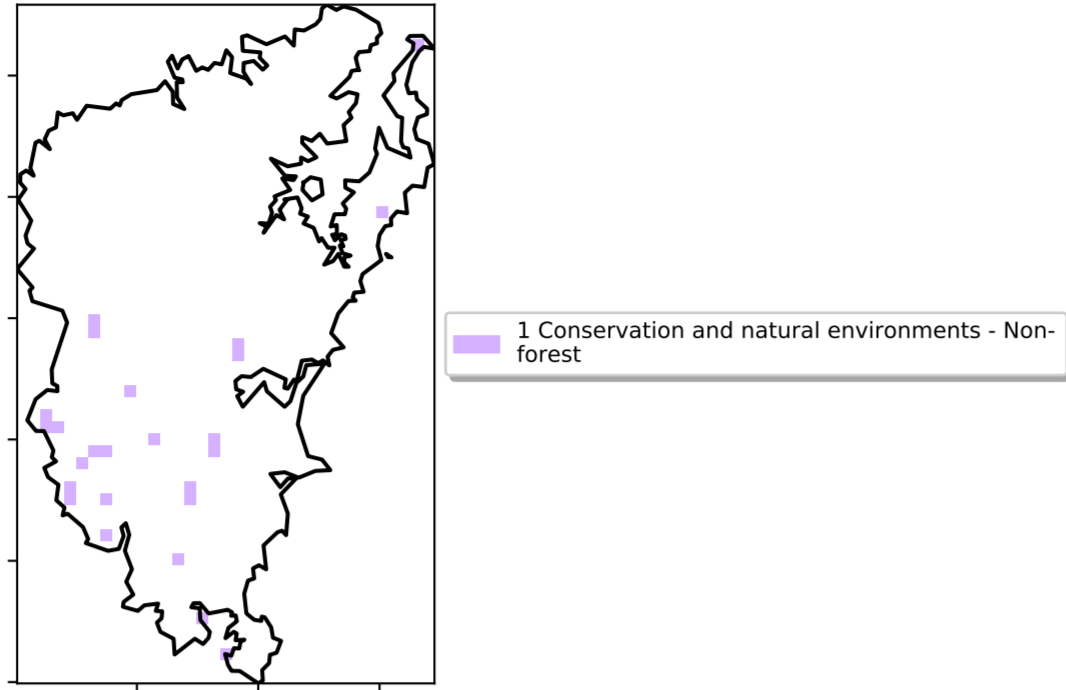 1 Conservation and natural environments - Non-
forest